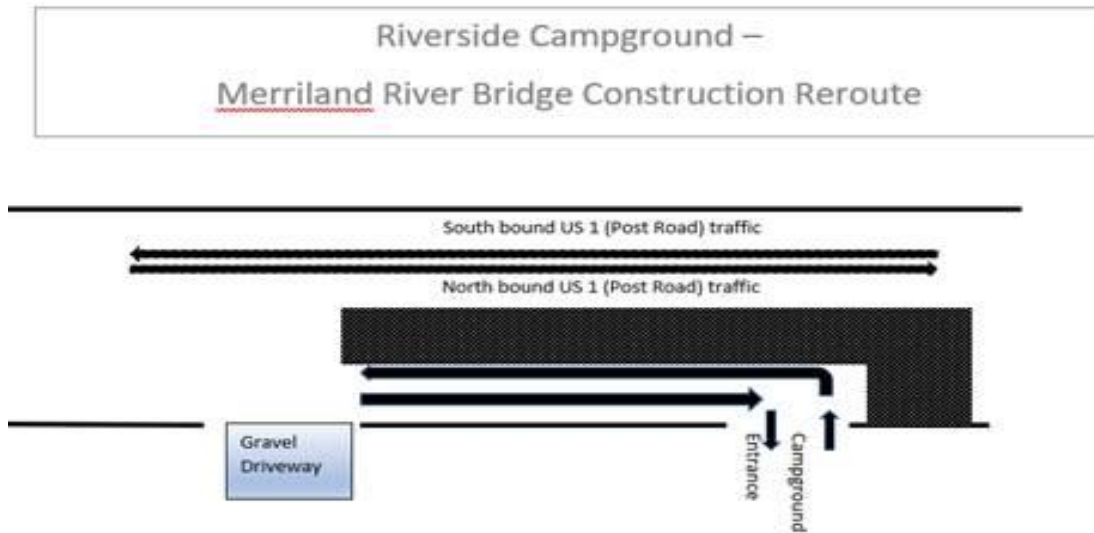 Riverside Campground –
Merriland River Bridge Construction Reroute
South bound US 1 (Post Road) traffic
North bound US 1 (Post Road) traffic
Gravel
Driveway
Campground
Entrance